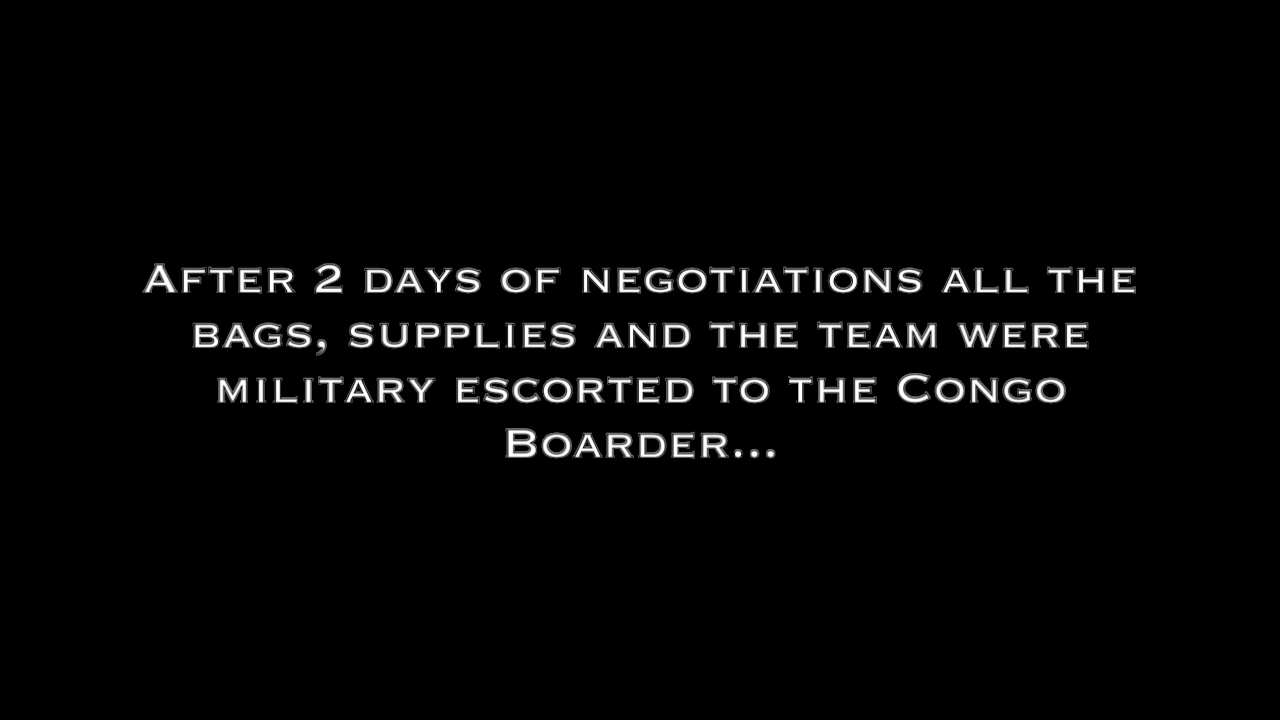 After 2 days of negotiations all the
bags, supplies and the team were
military escorted to the Congo
Boarder...